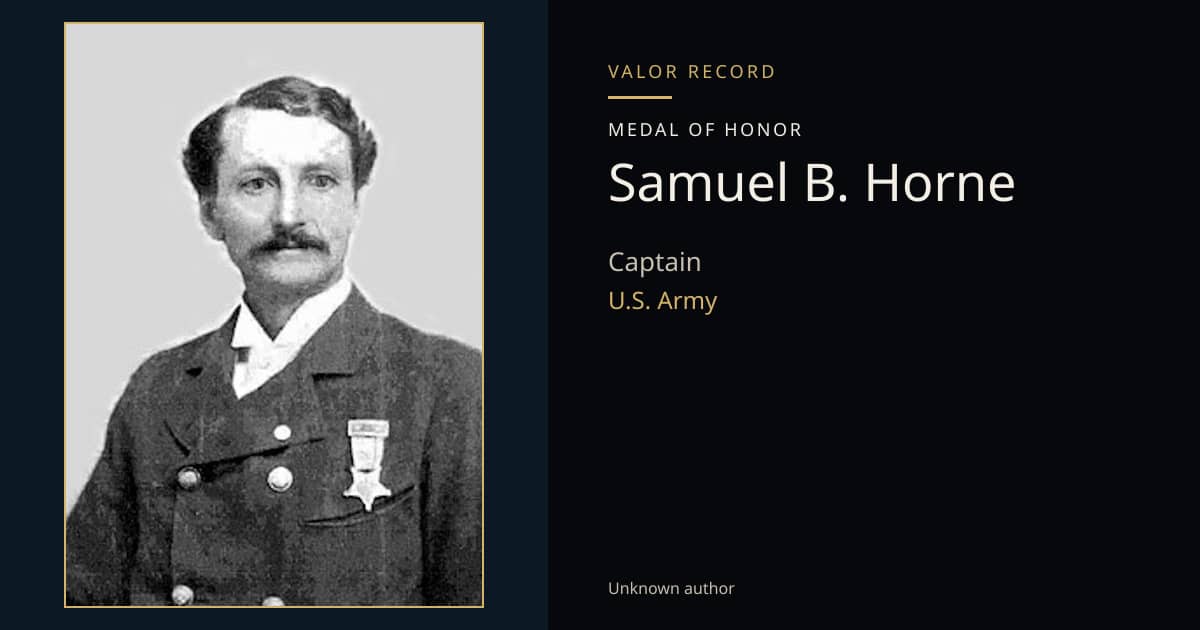 VALOR RECORD
MEDAL OF HONOR
Samuel B. Horne
Captain
U.S. Army
Unknown author